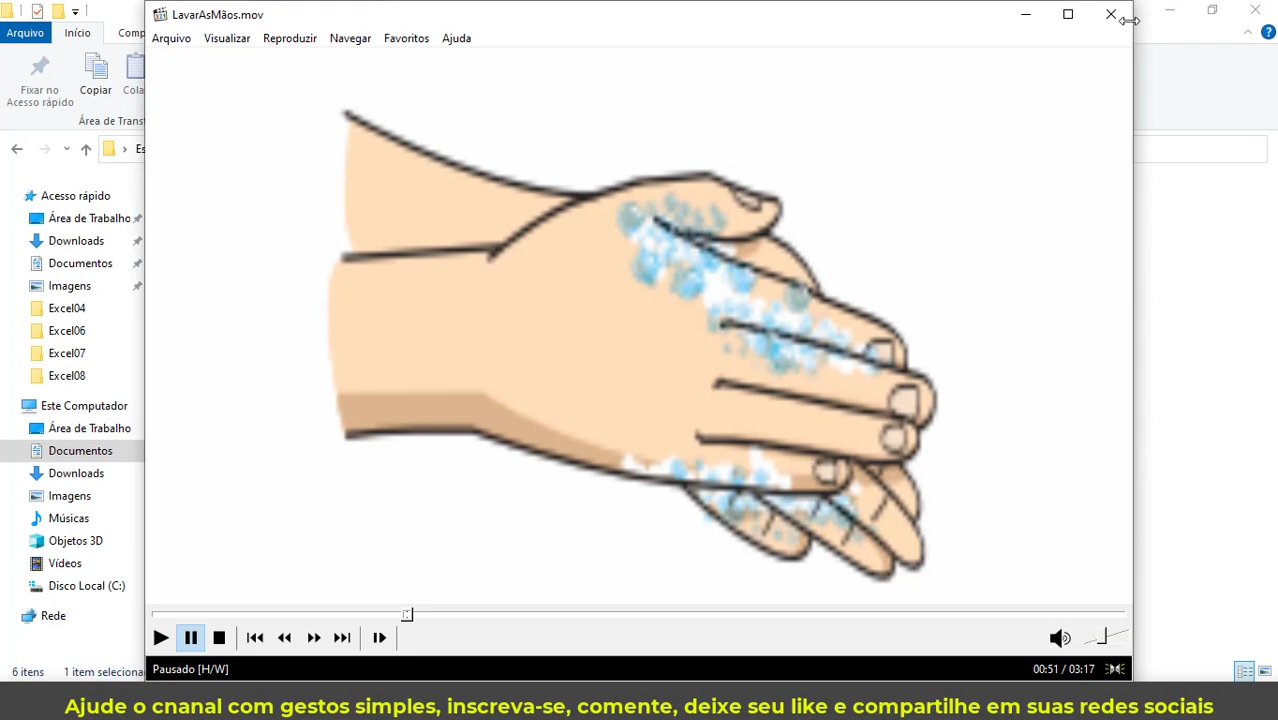 LavarAsMãos.mov
Início
Comp
Fixar no
Acesso rápido
Copiar
Cola
Área de Transf
Es
Arquivo
Visualizar
Reproduzir
Navegar
Favoritos
Ajuda
Acesso rápido
Área de Trabalho
Downloads
Documentos
Imagens
Excel04
Excel06
Excel07
Excel08
Este Computador
Área de Trabalho
Documentos
Downloads
Imagens
Músicas
Objetos 3D
Vídeos
Disco Local (C:)
Rede
6 itens
1 item seleciona
Pausado [H/W]
00:51 / 03:17
Ajude o cnanal com gestos simples, inscreva-se, comente, deixe seu like e compartilhe em suas redes sociais